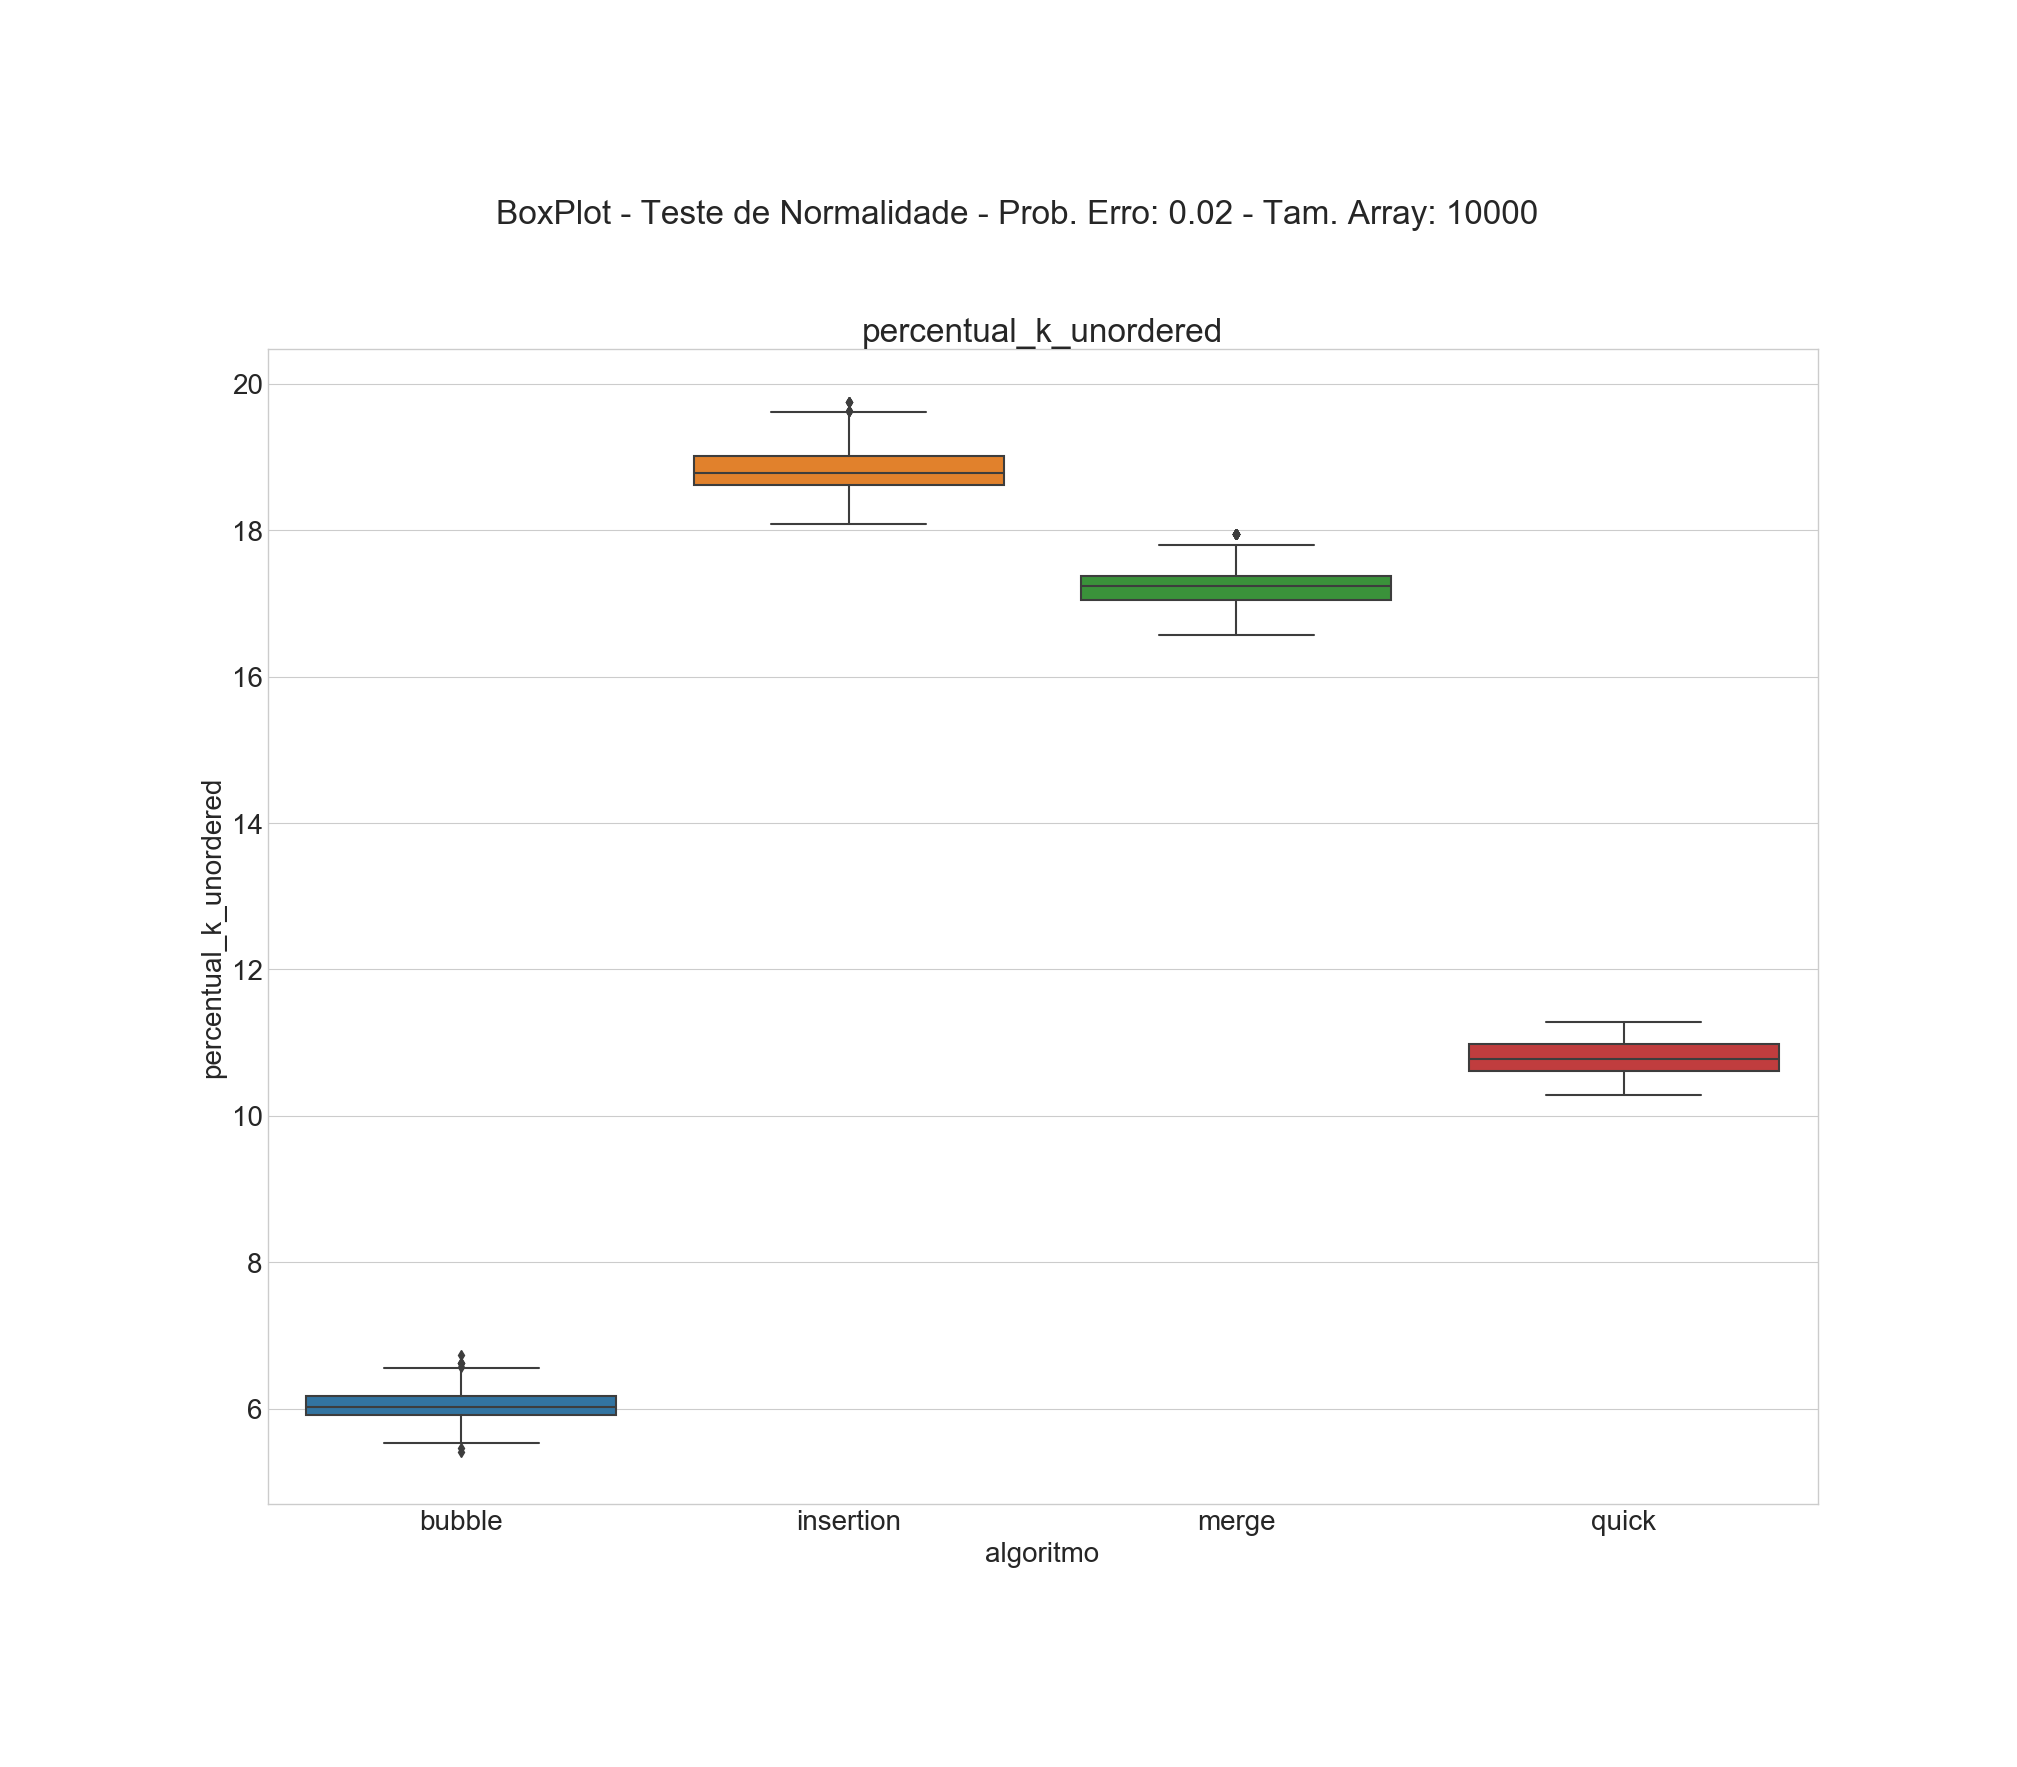 BoxPlot - Teste de Normalidade - Prob. Erro: 0.02 - Tam. Array: 10000
percentual_k_unordered
20
18
16
14
12
10
8
6
percentual_k_unordered
bubble insertion merge quick
algoritmo